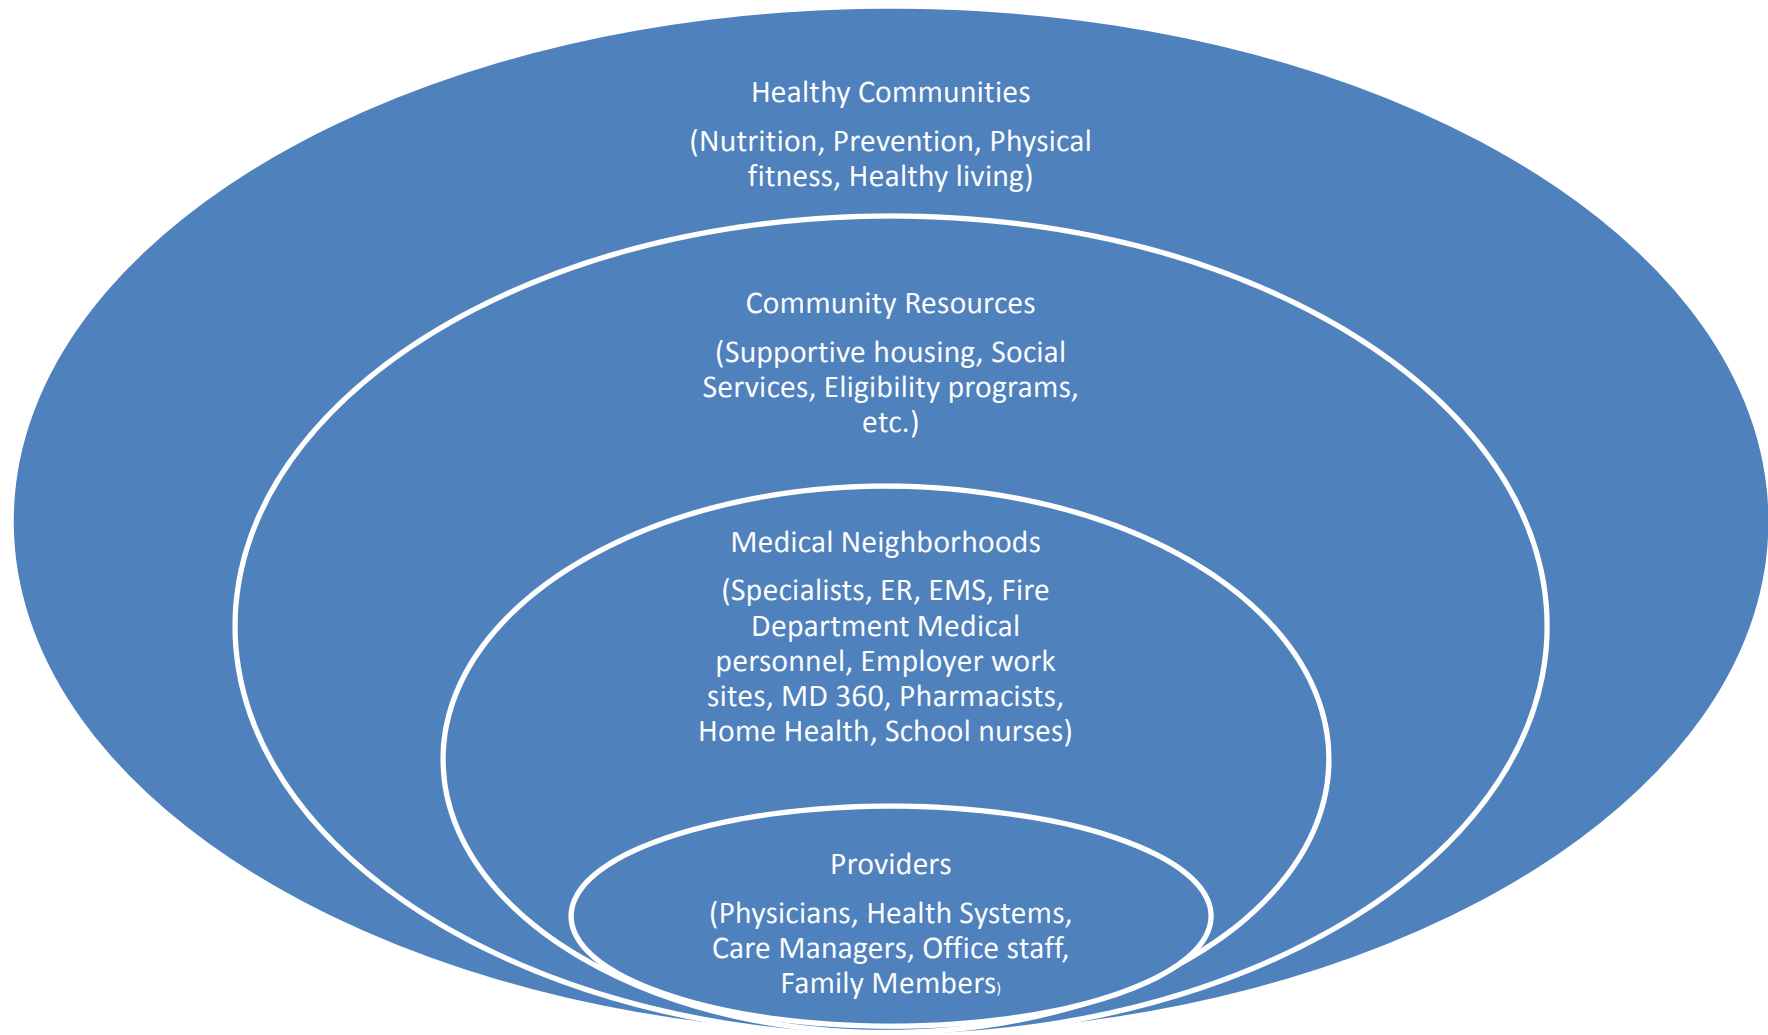 Healthy Communities
(Nutrition, Prevention, Physical
fitness, Healthy living)
Community Resources
(Supportive housing, Social
Services, Eligibility programs,
etc.)
Medical Neighborhoods
(Specialists, ER, EMS, Fire
Department Medical
personnel, Employer work
sites, MD 360, Pharmacists,
Home Health, School nurses)
Providers
(Physicians, Health Systems,
Care Managers, Office staff,
Family Members)